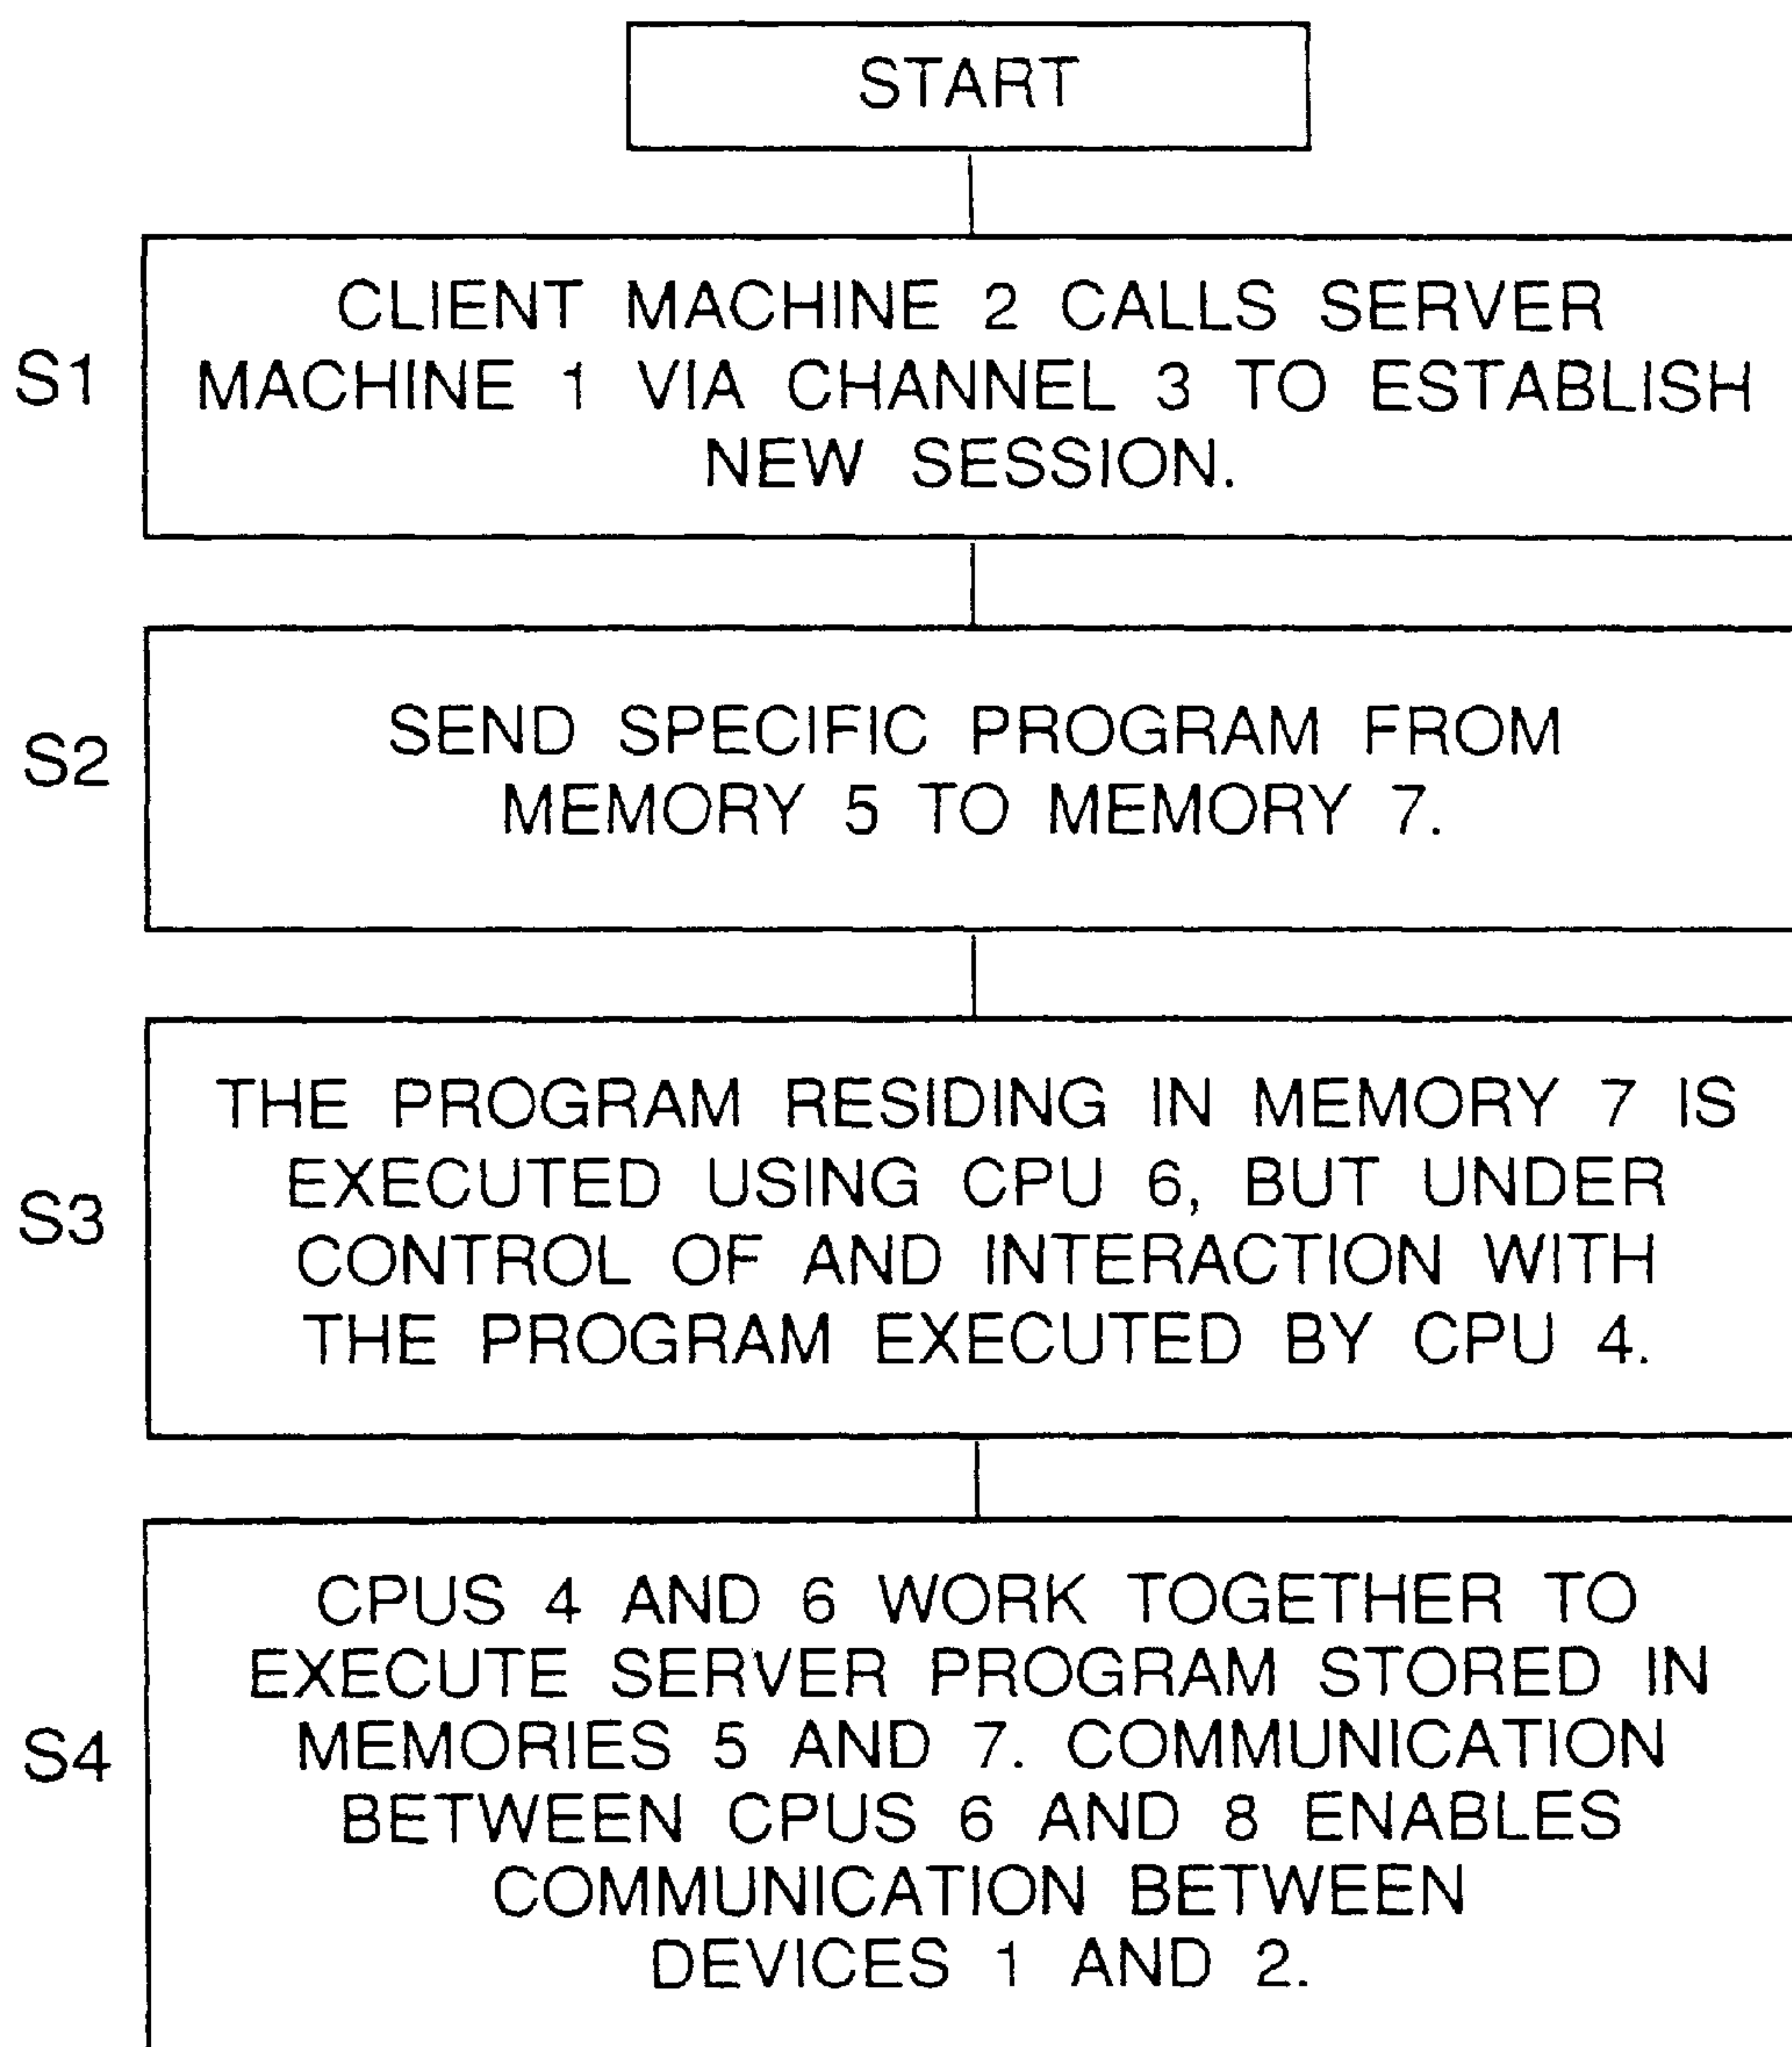 START
S1
CLIENT MACHINE 2 CALLS SERVER
MACHINE 1 VIA CHANNEL 3 TO ESTABLISH
NEW SESSION.
S2
SEND SPECIFIC PROGRAM FROM
MEMORY 5 TO MEMORY 7.
S3
THE PROGRAM RESIDING IN MEMORY 7 IS
EXECUTED USING CPU 6, BUT UNDER
CONTROL OF AND INTERACTION WITH
THE PROGRAM EXECUTED BY CPU 4.
S4
CPUS 4 AND 6 WORK TOGETHER TO
EXECUTE SERVER PROGRAM STORED IN
MEMORIES 5 AND 7. COMMUNICATION
BETWEEN CPUS 6 AND 8 ENABLES
COMMUNICATION BETWEEN
DEVICES 1 AND 2.